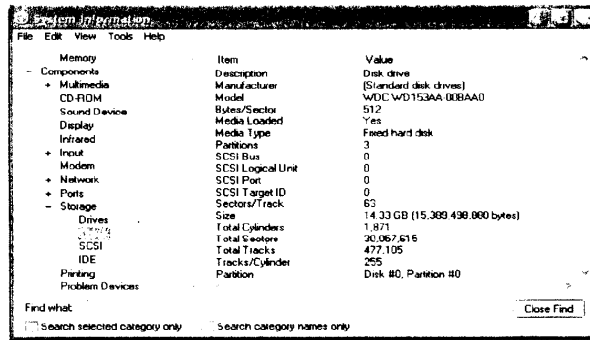 System Information
File Edit View Tools Help
Memory
− Components
+ Multimedia
CD-ROM
Sound Device
Display
Infrared
+ Input
Modem
+ Network
+ Ports
− Storage
Drives
SCSI
IDE
Printing
Problem Devices
Item Value
Description Disk drive
Manufacturer (Standard disk drives)
Model WDC WD153AA-00BAA0
Bytes/Sector 512
Media Loaded Yes
Media Type Fixed hard disk
Partitions 3
SCSI Bus 0
SCSI Logical Unit 0
SCSI Port 0
SCSI Target ID 0
Sectors/Track 63
Size 14.33 GB (15,389,498,880 bytes)
Total Cylinders 1,871
Total Sectors 30,057,615
Total Tracks 477,105
Tracks/Cylinder 255
Partition Disk #0, Partition #0
Find what:
Close Find
Search selected category only Search category names only